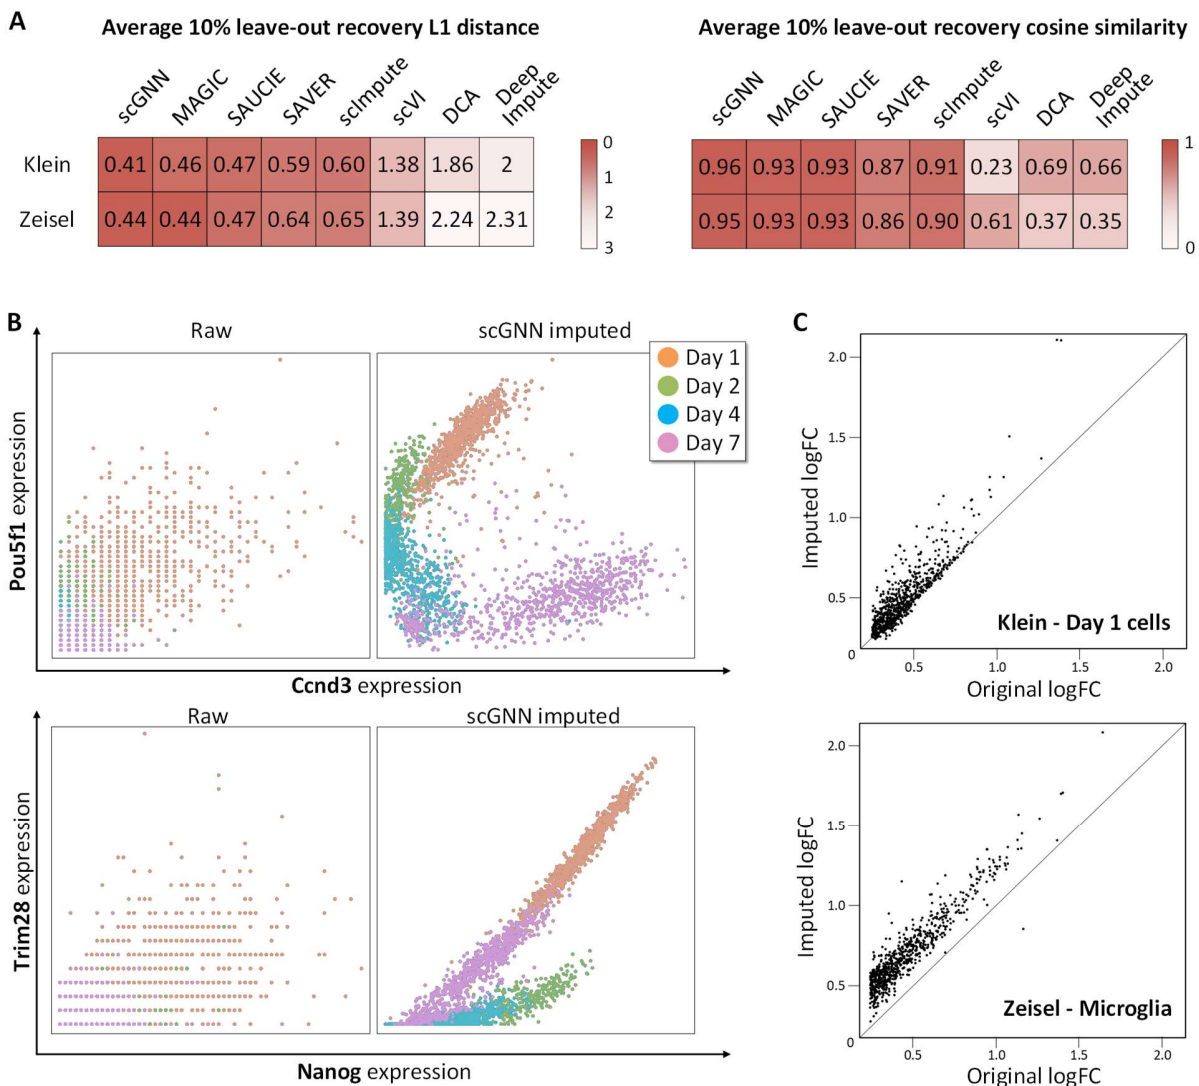 A
Average 10% leave-out recovery L1 distance
scGNN MAGIC SAUCIE SAVER scImpute scVI DCA Deep Impute
Klein 0.41 0.46 0.47 0.59 0.60 1.38 1.86 2
Zeisel 0.44 0.44 0.47 0.64 0.65 1.39 2.24 2.31
0
1
2
3
Average 10% leave-out recovery cosine similarity
scGNN MAGIC SAUCIE SAVER scImpute scVI DCA Deep Impute
0.96 0.93 0.93 0.87 0.91 0.23 0.69 0.66
0.95 0.93 0.93 0.86 0.90 0.61 0.37 0.35
1
0
B
Raw
scGNN imputed
Day 1
Day 2
Day 4
Day 7
Pou5f1 expression
Ccnd3 expression
Raw
scGNN imputed
Trim28 expression
Nanog expression
C
2.0
1.5
1.0
0.5
0
Imputed logFC
Klein - Day 1 cells
0.5 1.0 1.5 2.0
Original logFC
2.0
1.5
1.0
0.5
0
Imputed logFC
Zeisel - Microglia
0.5 1.0 1.5 2.0
Original logFC